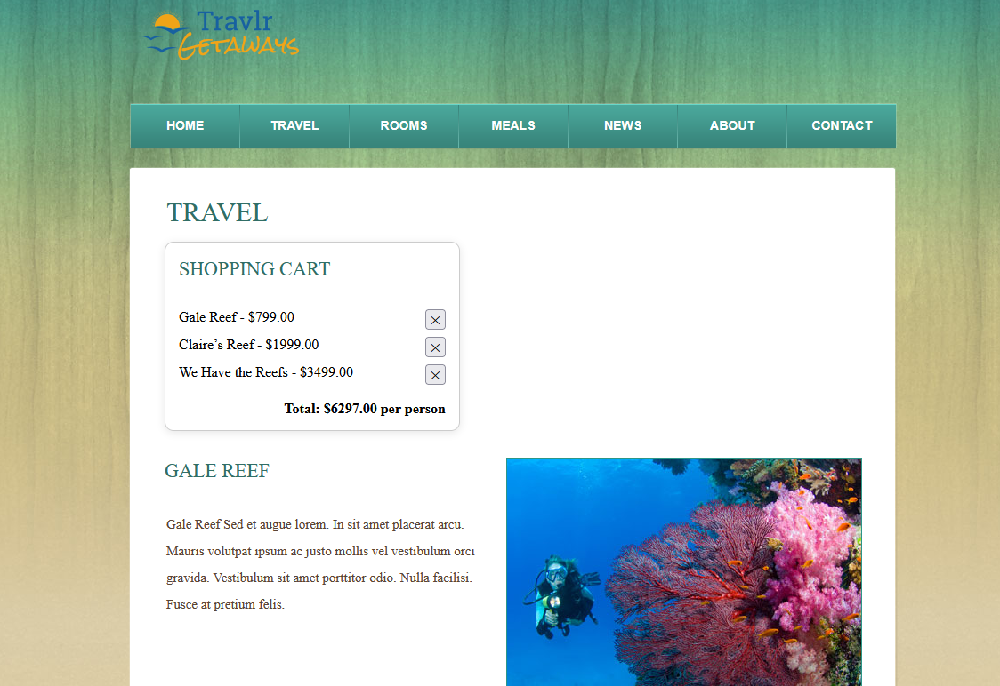 Travlr
GETAWAYS
HOME TRAVEL ROOMS MEALS NEWS ABOUT CONTACT
TRAVEL
SHOPPING CART
Gale Reef - $799.00
Claire’s Reef - $1999.00
We Have the Reefs - $3499.00
Total: $6297.00 per person
GALE REEF
Gale Reef Sed et augue lorem. In sit amet placerat arcu.
Mauris volutpat ipsum ac justo mollis vel vestibulum orci
gravida. Vestibulum sit amet porttitor odio. Nulla facilisi.
Fusce at pretium felis.